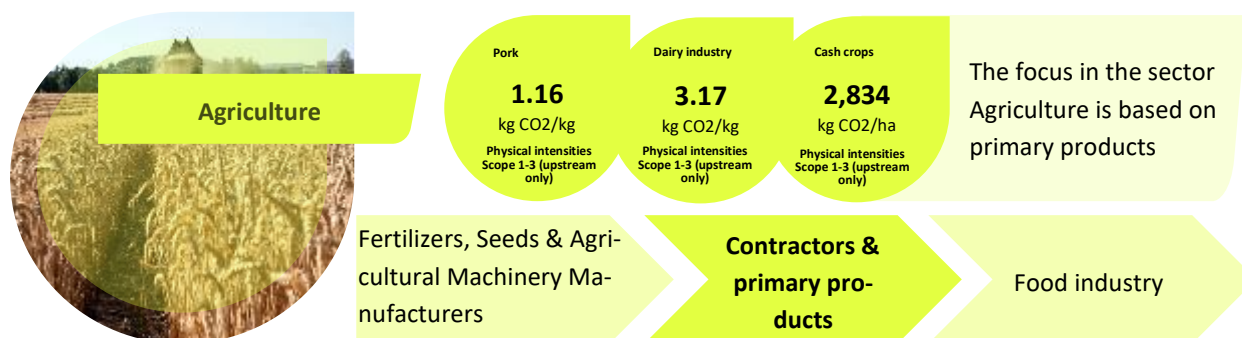 Agriculture
Pork
1.16
kg CO2/kg
Physical intensities
Scope 1-3 (upstream
only)
Dairy industry
3.17
kg CO2/kg
Physical intensities
Scope 1-3 (upstream
only)
Cash crops
2,834
kg CO2/ha
Physical intensities
Scope 1-3 (upstream
only)
The focus in the sector
Agriculture is based on
primary products
Fertilizers, Seeds & Agri-
cultural Machinery Ma-
nufacturers
Contractors &
primary pro-
ducts
Food industry